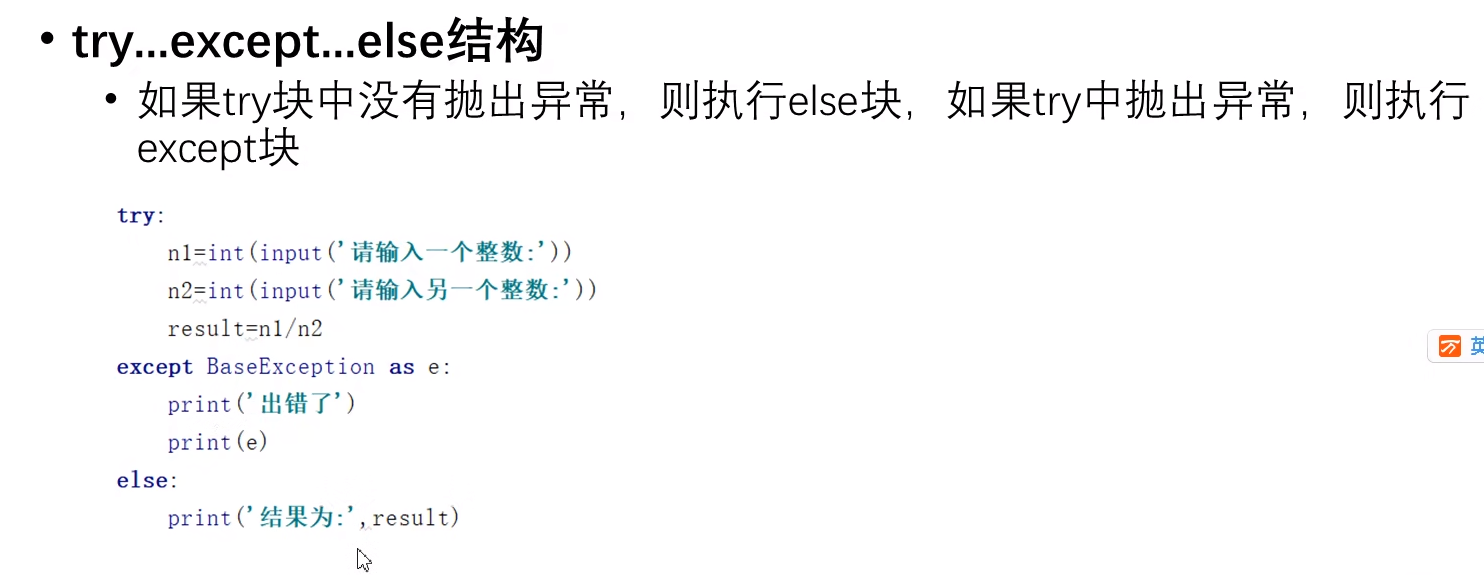 • try...except...else结构
• 如果try块中没有抛出异常，则执行else块，如果try中抛出异常，则执行
except块
try:
n1=int(input('请输入一个整数:'))
n2=int(input('请输入另一个整数:'))
result=n1/n2
except BaseException as e:
print('出错了')
print(e)
else:
print('结果为:',result)
英